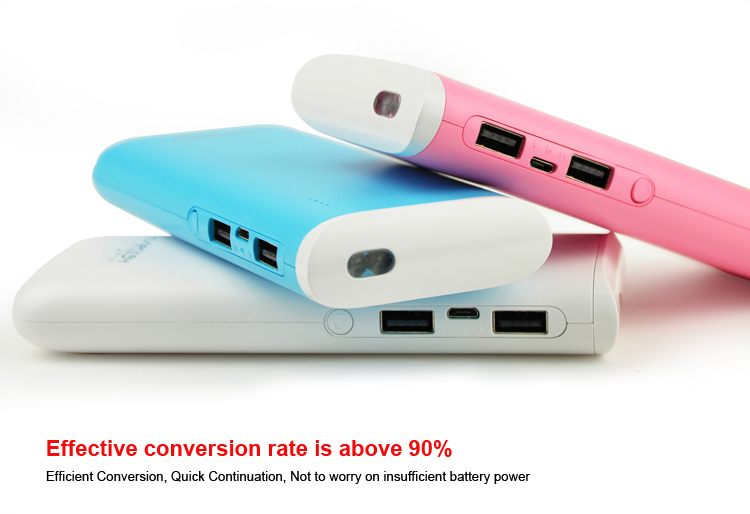 Effective conversion rate is above 90%
Efficient Conversion, Quick Continuation, Not to worry on insufficient battery power